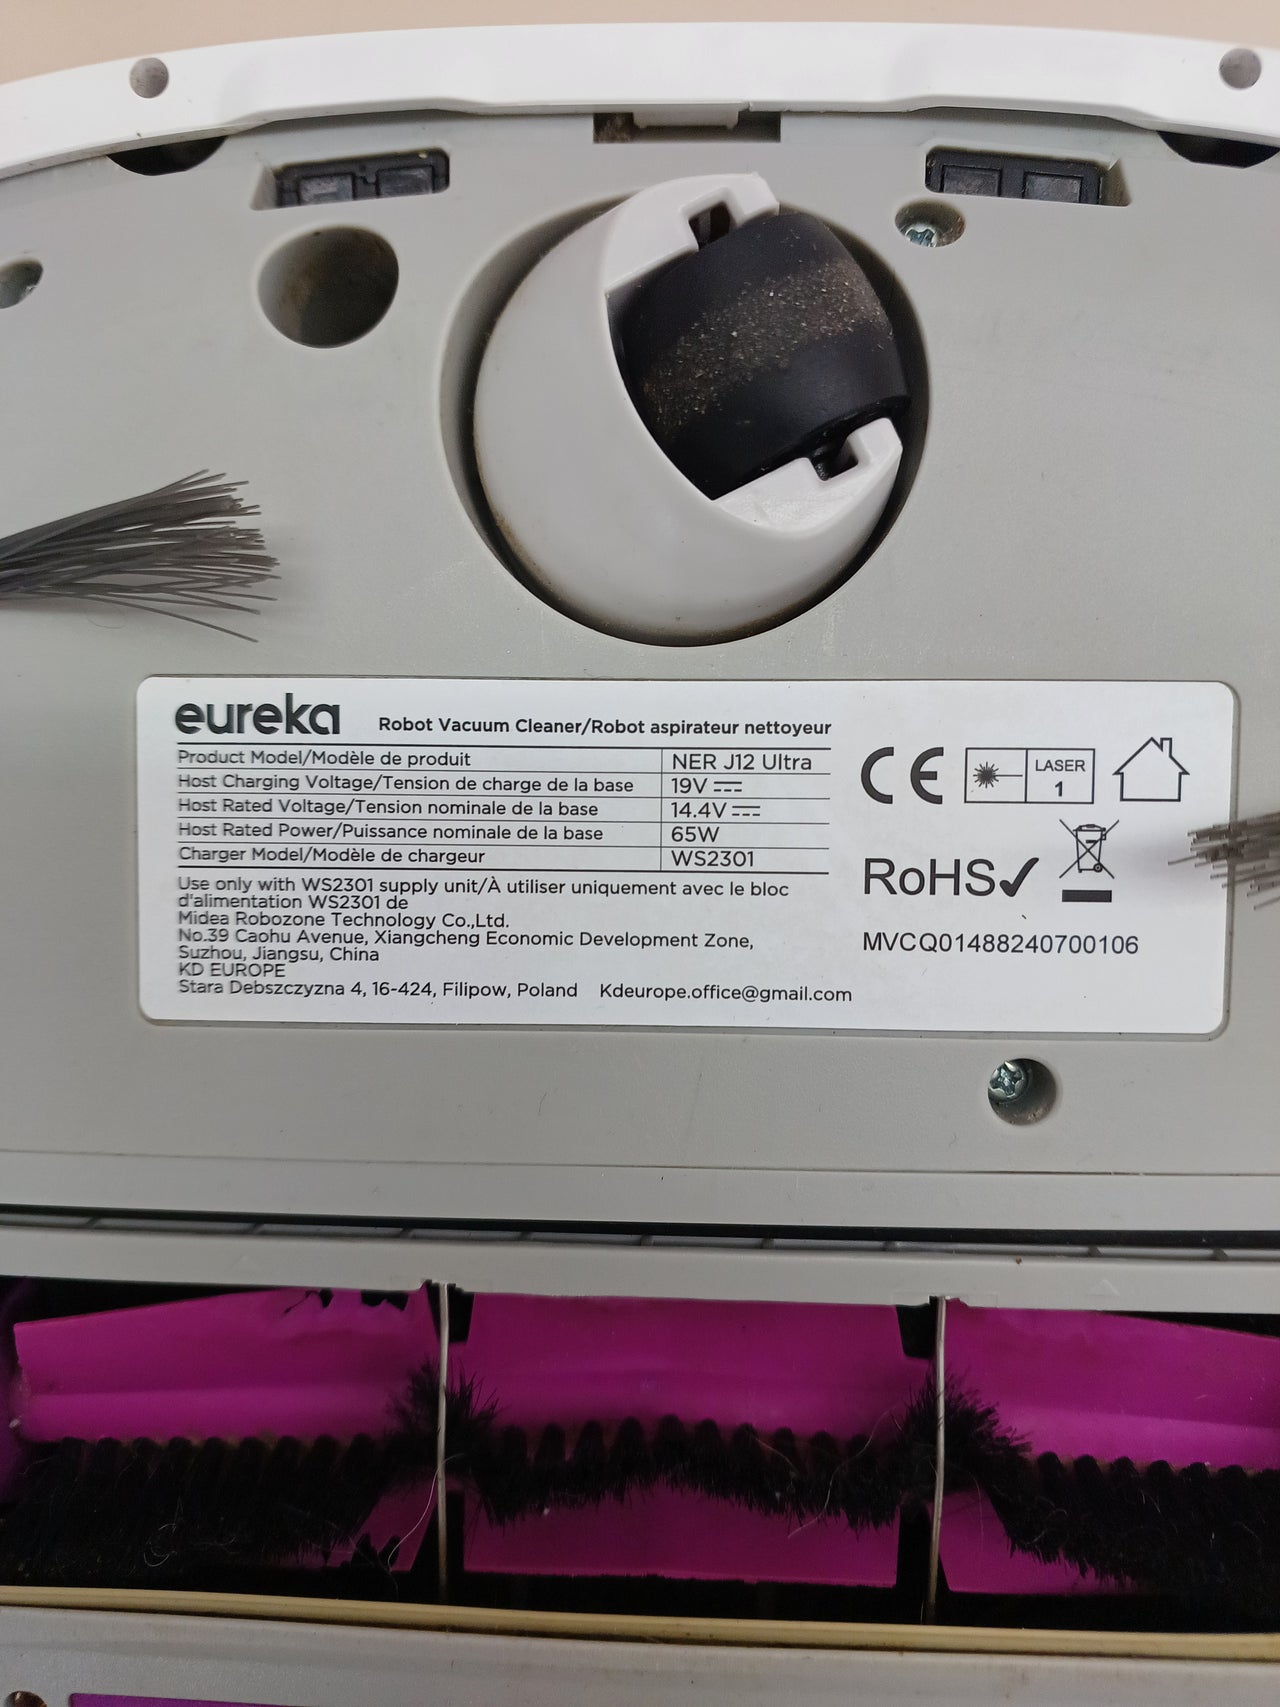 eureka Robot Vacuum Cleaner/Robot aspirateur nettoyeur
Product Model/Modèle de produit NER J12 Ultra
Host Charging Voltage/Tension de charge de la base 19V
Host Rated Voltage/Tension nominale de la base 14.4V
Host Rated Power/Puissance nominale de la base 65W
Charger Model/Modèle de chargeur WS2301
Use only with WS2301 supply unit/À utiliser uniquement avec le bloc
d'alimentation WS2301 de
Midea Robozone Technology Co.,Ltd.
No.39 Caohu Avenue, Xiangcheng Economic Development Zone,
Suzhou, Jiangsu, China
KD EUROPE
Stara Debszczyzna 4, 16-424, Filipow, Poland Kdeurope.office@gmail.com
CE
LASER
1
RoHS✓
MVCQ01488240700106